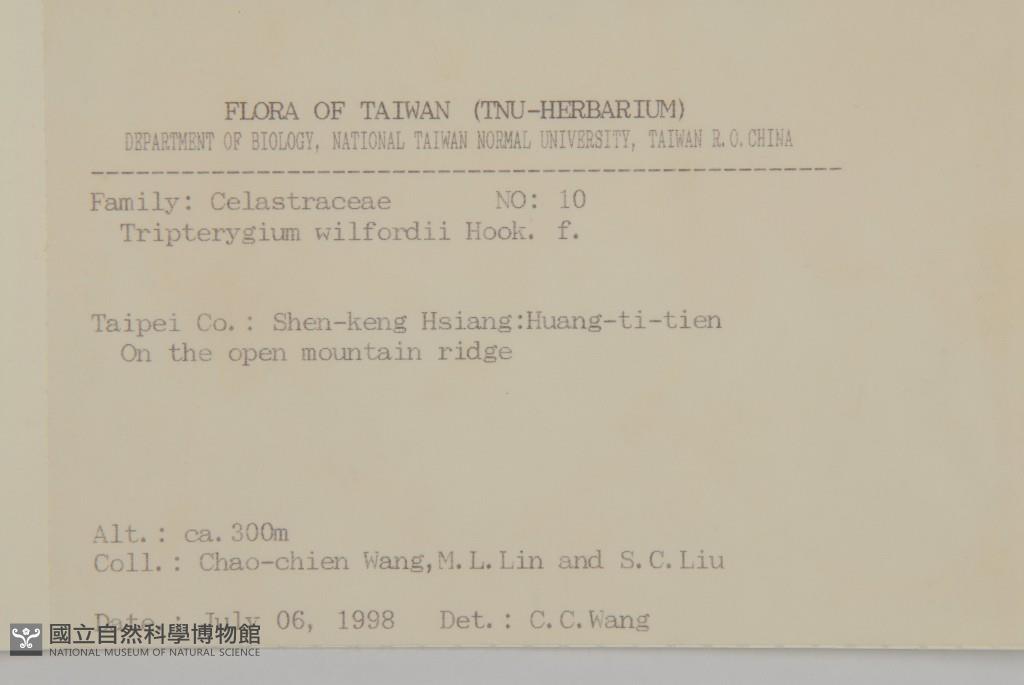 FLORA OF TAIWAN (TNU-HERBARIUM)
DEPARTMENT OF BIOLOGY, NATIONAL TAIWAN NORMAL UNIVERSITY, TAIWAN R.O.CHINA
--------------------------------------------------
Family: Celastraceae NO: 10
Tripterygium wilfordii Hook. f.
Taipei Co.: Shen-keng Hsiang:Huang-ti-tien
On the open mountain ridge
Alt.: ca.300m
Coll.: Chao-chien Wang,M.L.Lin and S.C.Liu
Date.: July 06, 1998 Det.: C.C.Wang
國立自然科學博物館
NATIONAL MUSEUM OF NATURAL SCIENCE